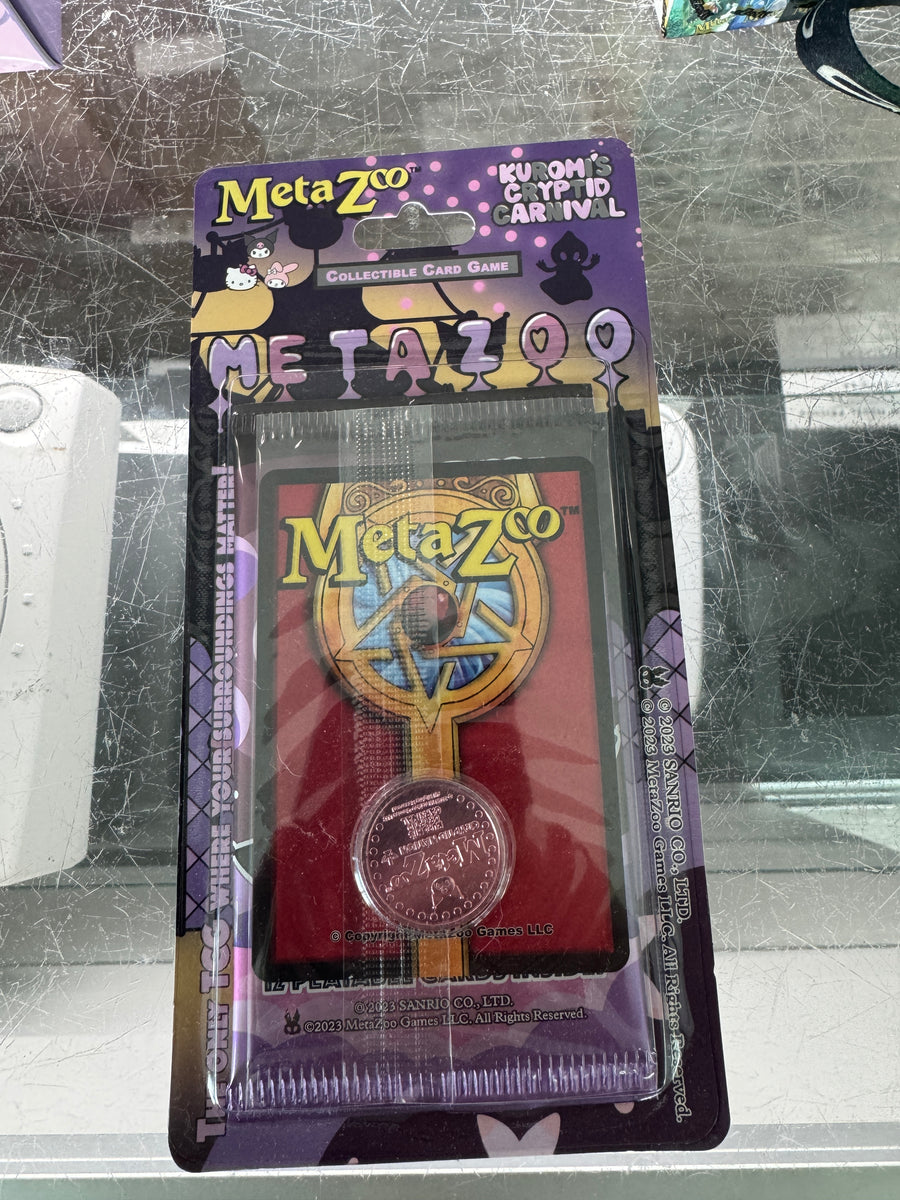 MetaZoo™
KUROMI'S
CRYPTID
CARNIVAL
COLLECTIBLE CARD GAME
METAZOO
MetaZoo™
THE ONLY TCG WHERE YOUR SURROUNDINGS MATTER!
© 2023 SANRIO CO., LTD.
© 2023 MetaZoo Games LLC. All Rights Reserved.
MetaZoo
© Copyright MetaZoo Games LLC
12 PLAYABLE CARDS INSIDE!
© 2023 SANRIO CO., LTD.
©2023 MetaZoo Games LLC. All Rights Reserved.